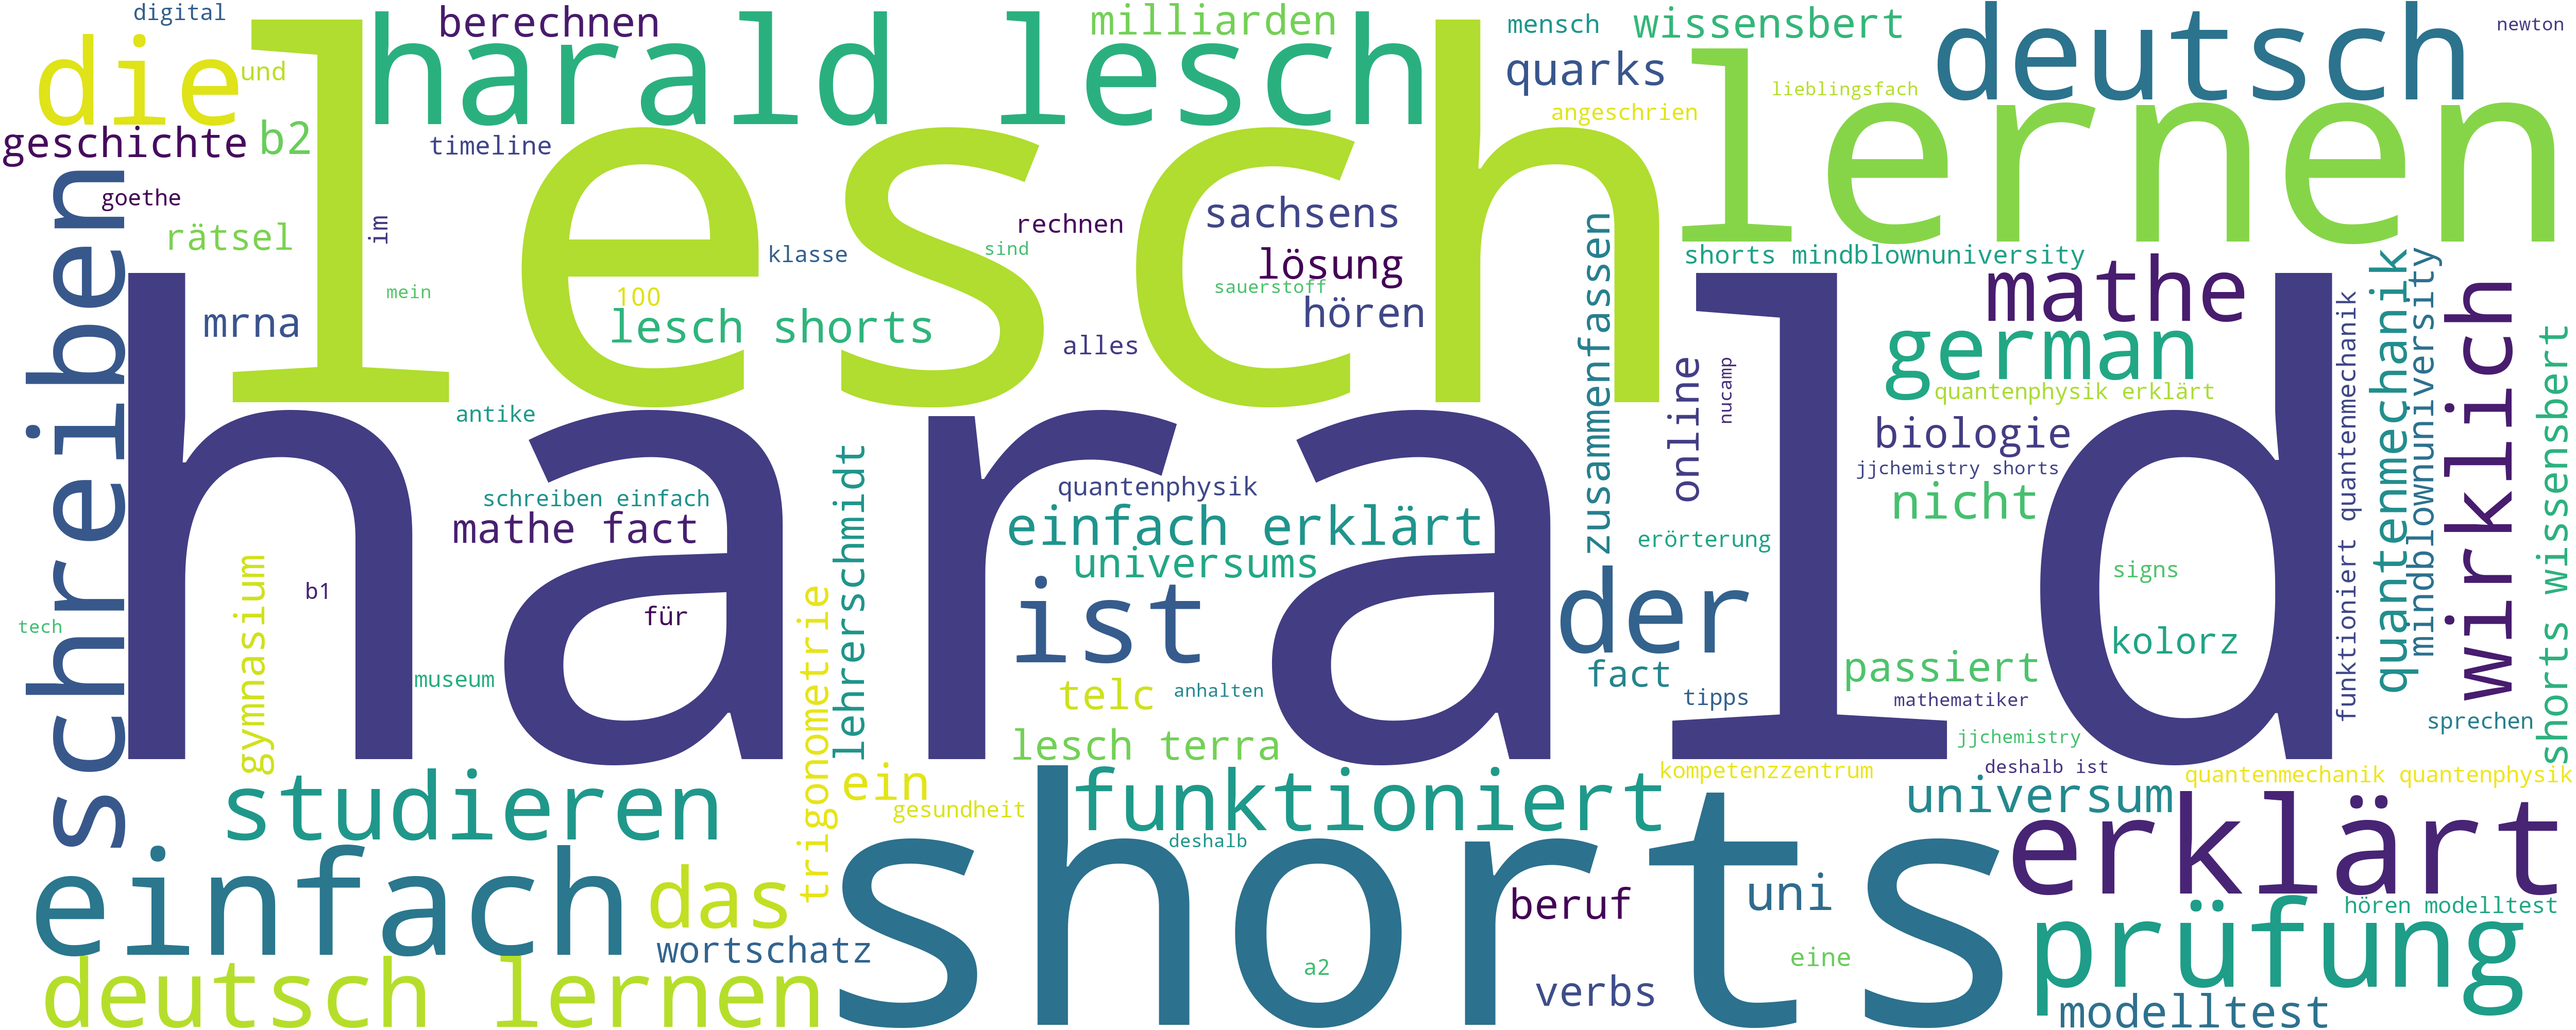 digital
berechnen
milliarden
mensch
wissensbert
deutsch
newton
die
und
harald lesch
quarks
lieblingsfach
angeschrien
lesch
lernen
geschichte
b2
timeline
goethe
rätsel
im
rechnen
sachsens
sind
klasse
lösung
shorts mindblownuniversity
mein
100
sauerstoff
hören
mrna
lesch shorts
alles
zusammenfassen
mathe
german
quantenmechanik
mindblownuniversity
wirklich
schreiben
harald
antike
online
nucamp
quantenphysik erklärt
biologie
funktioniert quantenmechanik
shorts wissensbert
jjchemistry shorts
quantenphysik
schreiben einfach
nicht
mathe fact
lehrerschmidt
einfach erklärt
erörterung
universums
signs
gymnasium
b1
trigonometrie
ist
der
für
tech
kolorz
museum
fact
passiert
telc
anhalten
tipps
mathematiker
sprechen
lesch terra
jjchemistry
kompetenzzentrum
deshalb ist
quantenmechanik quantenphysik
studieren
ein
gesundheit
funktioniert
universum
deshalb
shorts
erklärt
einfach
das
beruf
uni
hören modelltest
wortschatz
a2
eine
prüfung
deutsch lernen
verbs
modelltest